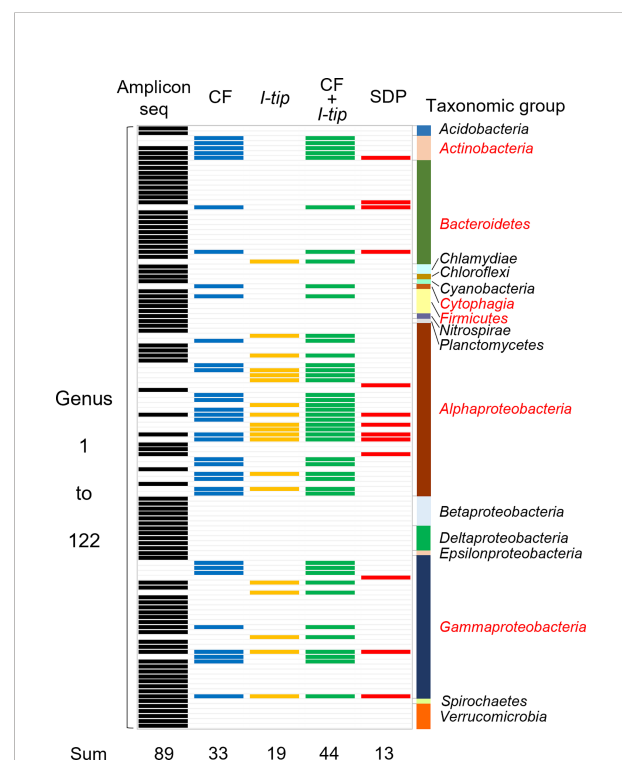 Amplicon seq
CF
I-tip
CF
+
I-tip
SDP
Taxonomic group
Acidobacteria
Actinobacteria
Bacteroidetes
Chlamydiae
Chloroflexi
Cyanobacteria
Cytophagia
Firmicutes
Nitrospirae
Planctomycetes
Alphaproteobacteria
Betaproteobacteria
Deltaproteobacteria
Epsilonproteobacteria
Gammaproteobacteria
Spirochaetes
Verrucomicrobia
Genus
1
to
122
Sum 89 33 19 44 13